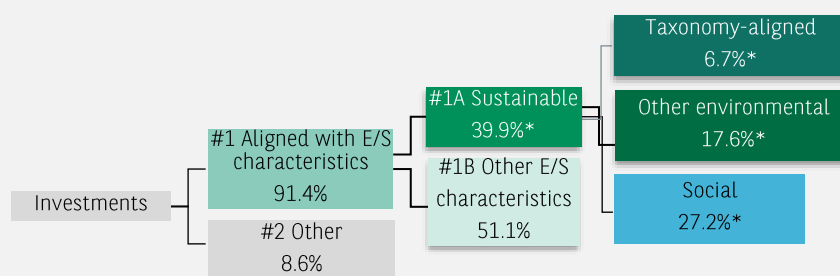 Investments
#1 Aligned with E/S
characteristics
91.4%
#2 Other
8.6%
#1A Sustainable
39.9%*
#1B Other E/S
characteristics
51.1%
Taxonomy-aligned
6.7%*
Other environmental
17.6%*
Social
27.2%*